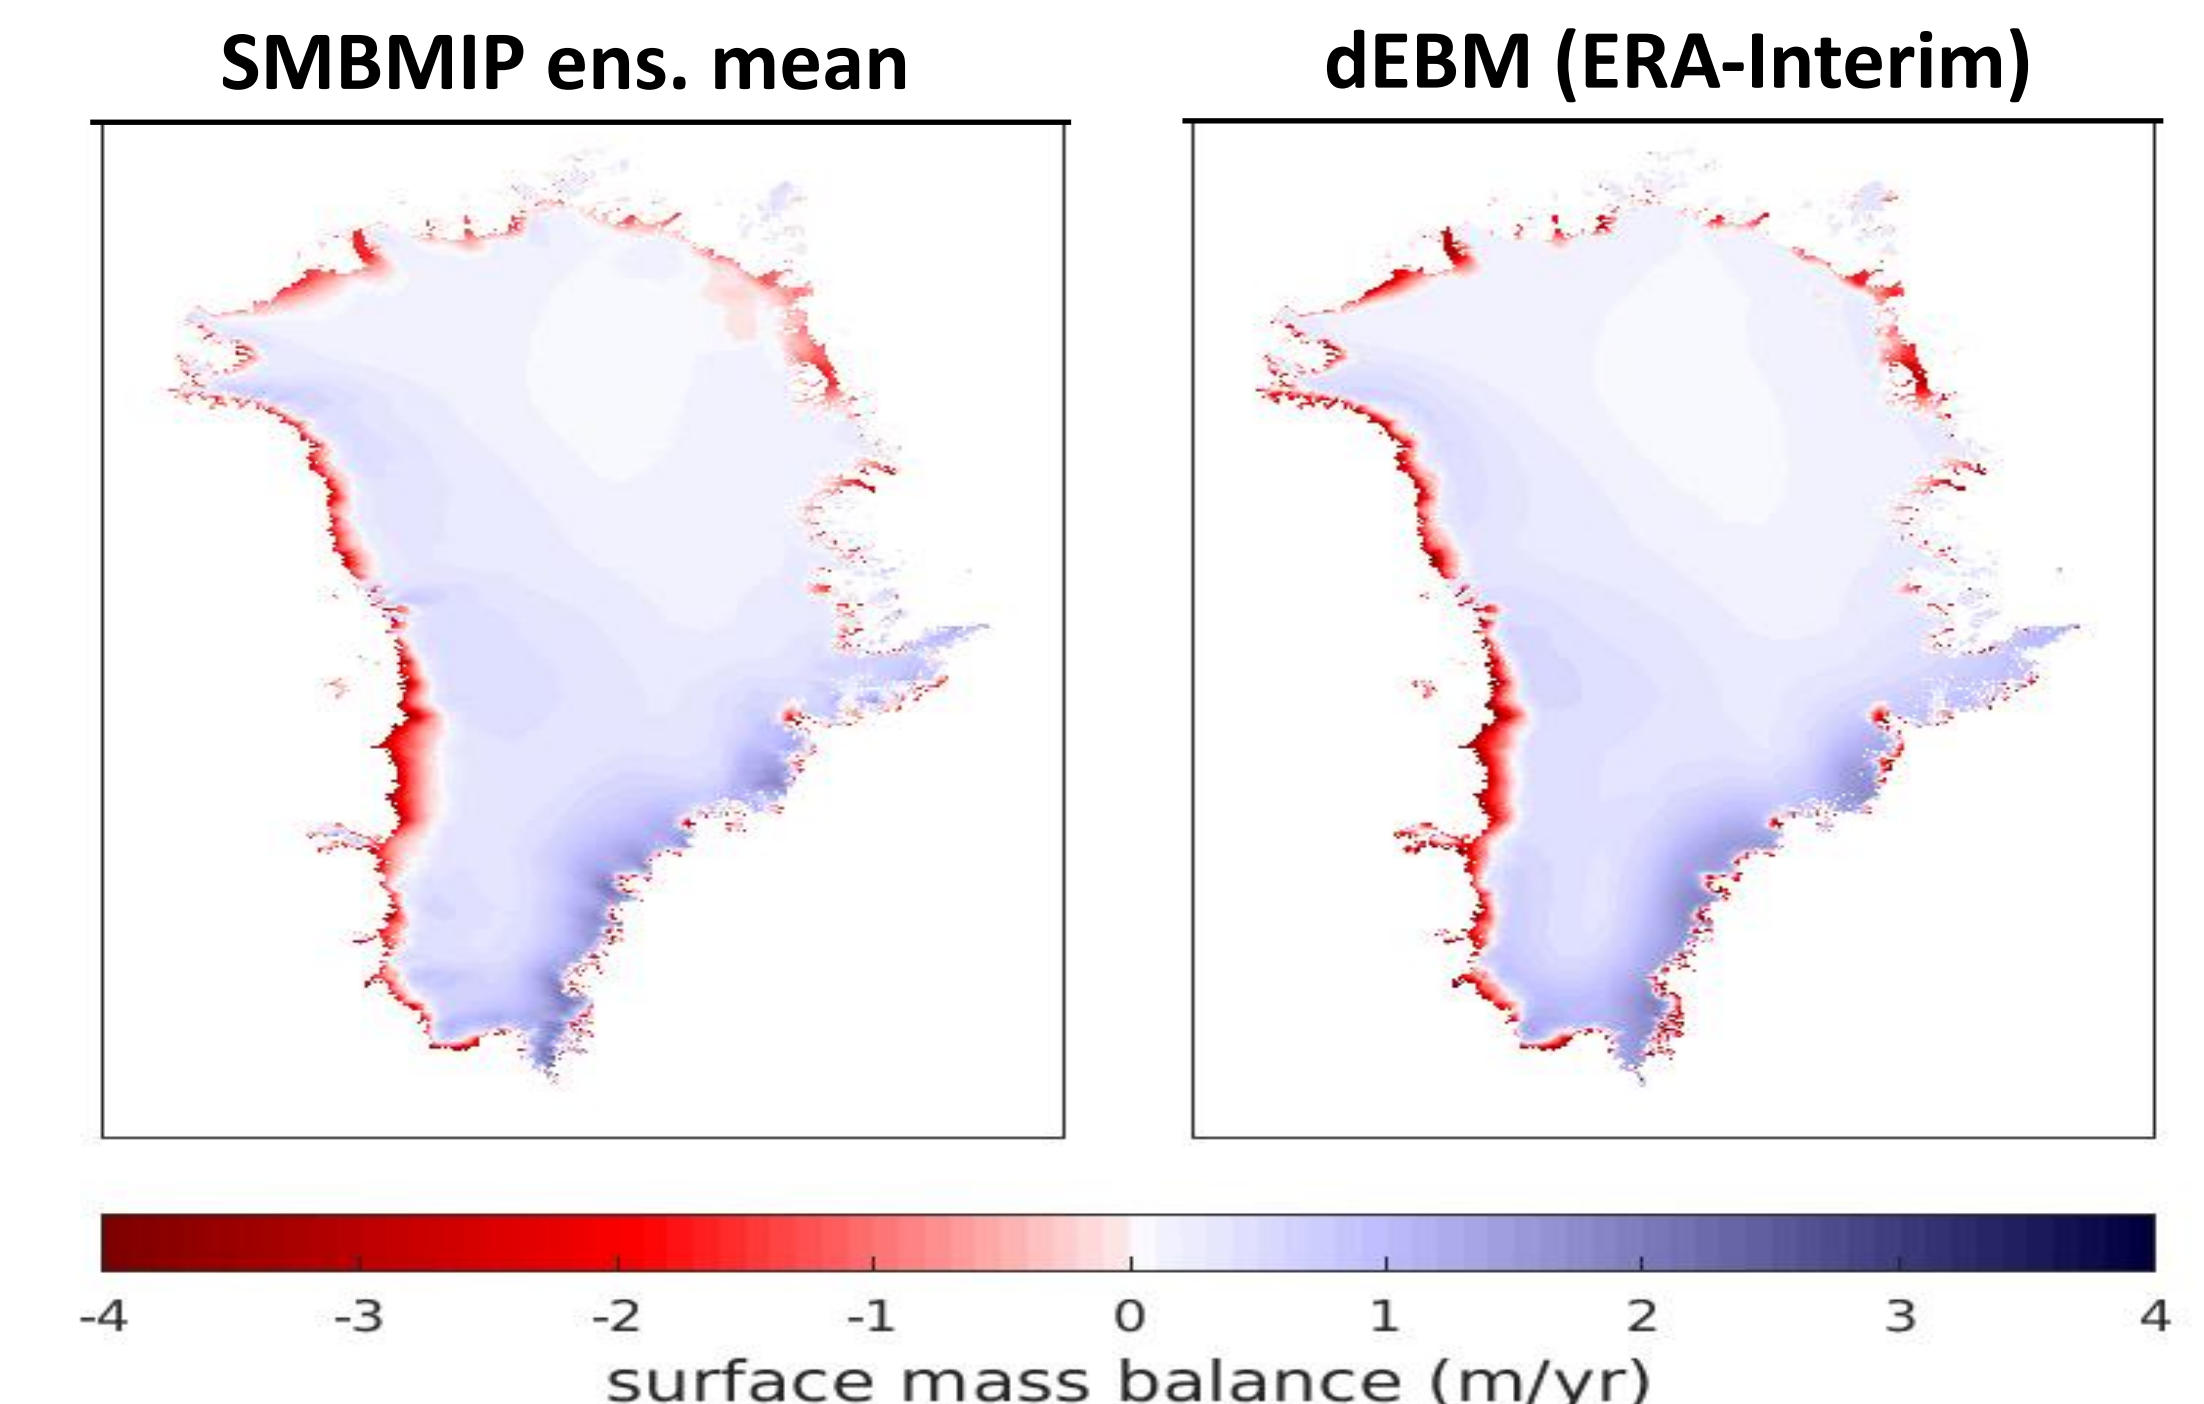 SMBMIP ens. mean
dEBM (ERA-Interim)
-4 -3 -2 -1 0 1 2 3 4
surface mass balance (m/yr)